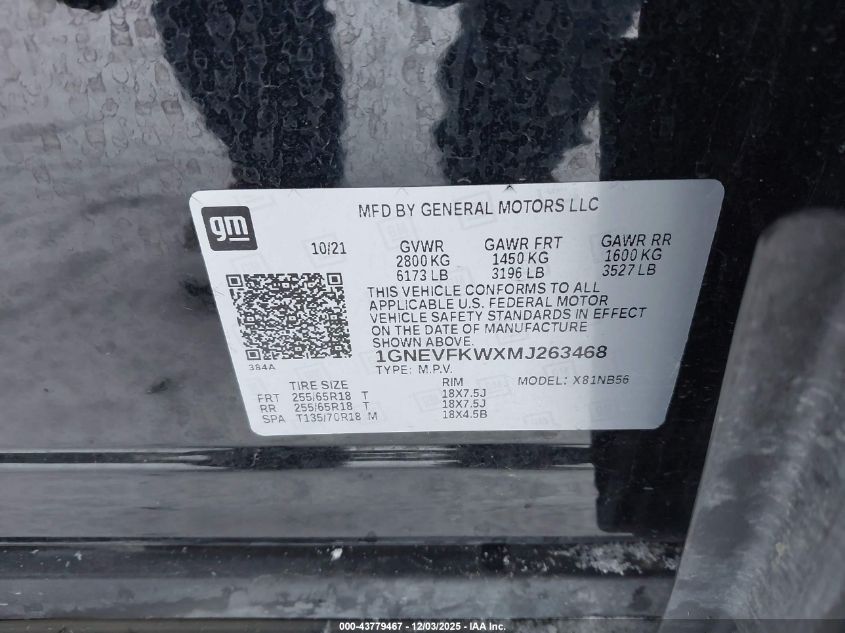 gm
MFD BY GENERAL MOTORS LLC
10/21 GVWR GAWR FRT GAWR RR
2800 KG 1450 KG 1600 KG
6173 LB 3196 LB 3527 LB
THIS VEHICLE CONFORMS TO ALL
APPLICABLE U.S. FEDERAL MOTOR
VEHICLE SAFETY STANDARDS IN EFFECT
ON THE DATE OF MANUFACTURE
SHOWN ABOVE.
384A
1GNEVFKWXMJ263468
TYPE: M.P.V. MODEL: X81NB56
TIRE SIZE RIM
FRT 255/65R18 T 18X7.5J
RR 255/65R18 T 18X7.5J
SPA T135/70R18 M 18X4.5B
000-43779467 - 12/03/2025 - IAA Inc.